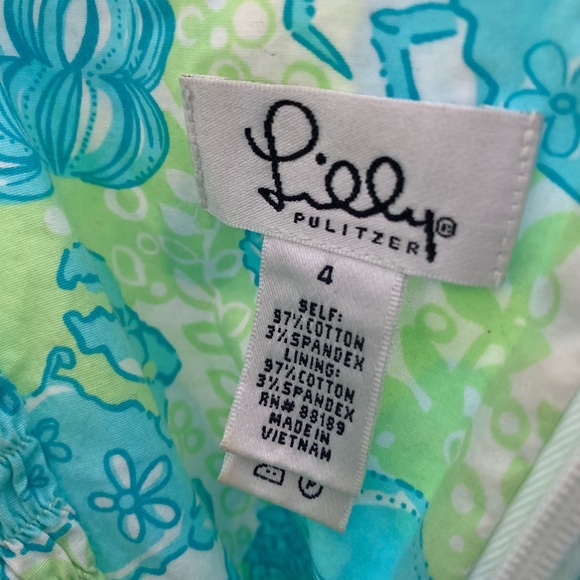 Lilly®
PULITZER
4
SELF:
97% COTTON
3% SPANDEX
LINING:
97% COTTON
3% SPANDEX
RN# 88189
MADE IN
VIETNAM
P